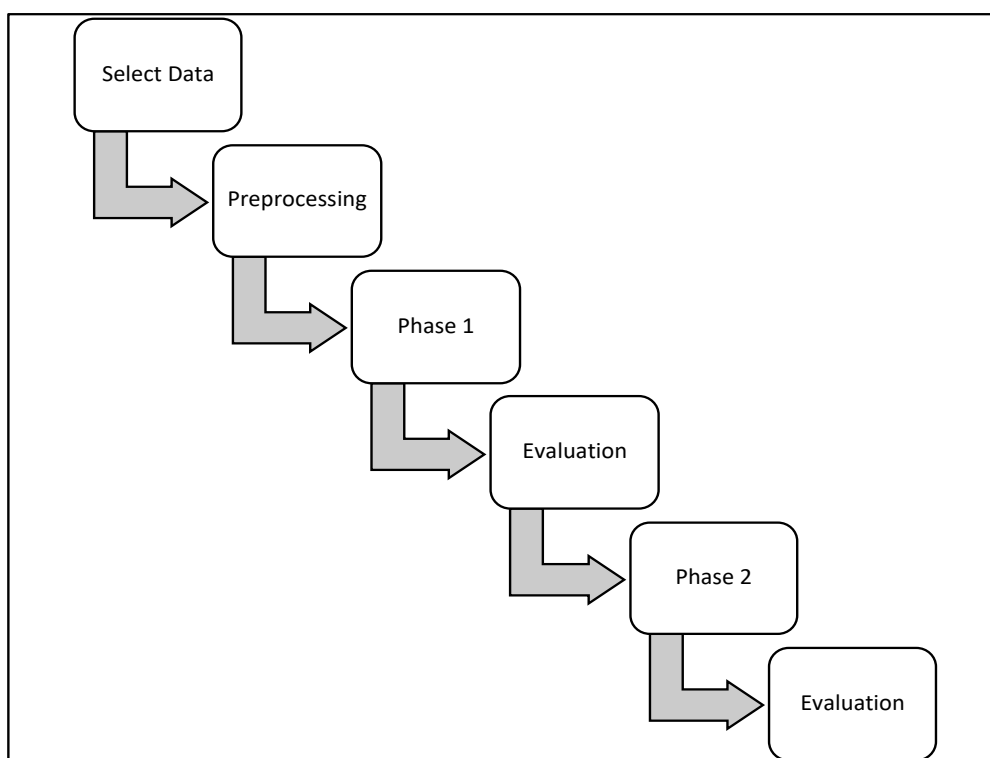 Select Data
Preprocessing
Phase 1
Evaluation
Phase 2
Evaluation